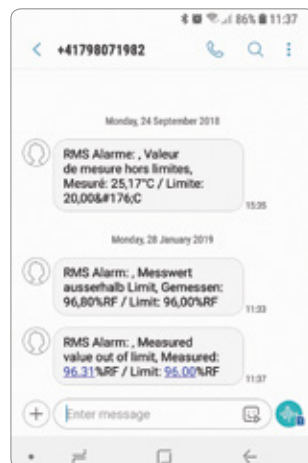 86% 11:37
+41798071982
Monday, 24 September 2018
RMS Alarme: , Valeur
de mesure hors limites,
Mesuré: 25,17°C / Limite:
20,00&#176;C
15:35
Monday, 28 January 2019
RMS Alarm: , Messwert
ausserhalb Limit, Gemessen:
96,80%RF / Limit: 96,00%RF
11:33
RMS Alarm: , Measured
value out of limit, Measured:
96.31%RF / Limit: 96.00%RF
11:37
Enter message